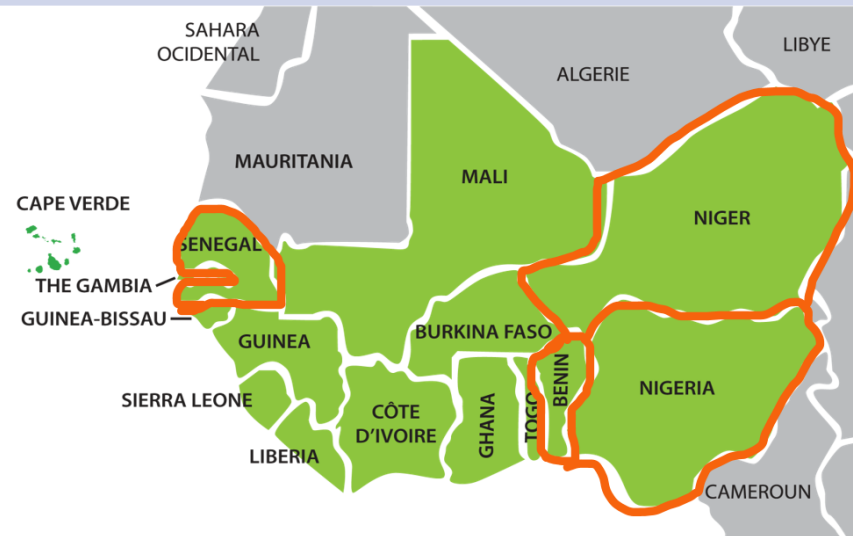 SAHARA
OCIDENTAL
LIBYE
ALGERIE
MAURITANIA
MALI
CAPE VERDE
NIGER
SENEGAL
THE GAMBIA
GUINEA-BISSAU
BURKINA FASO
GUINEA
BENIN
NIGERIA
SIERRA LEONE
CÔTE
D'IVOIRE
GHANA
TOGO
LIBERIA
CAMEROUN